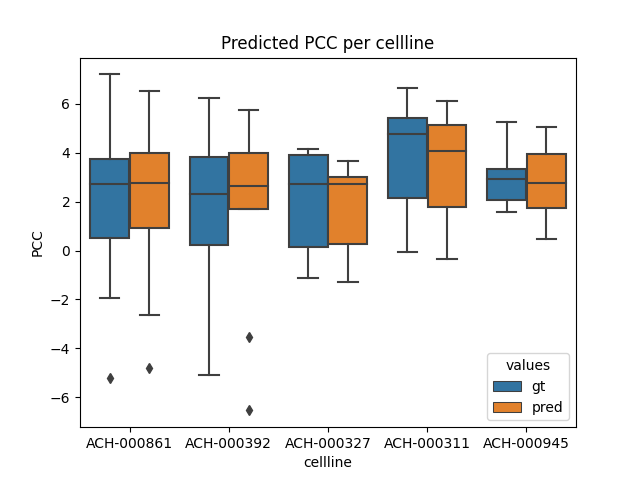 Predicted PCC per cellline
PCC
6
4
2
0
−2
−4
−6
ACH-000861 ACH-000392 ACH-000327 ACH-000311 ACH-000945
cellline
values
gt
pred